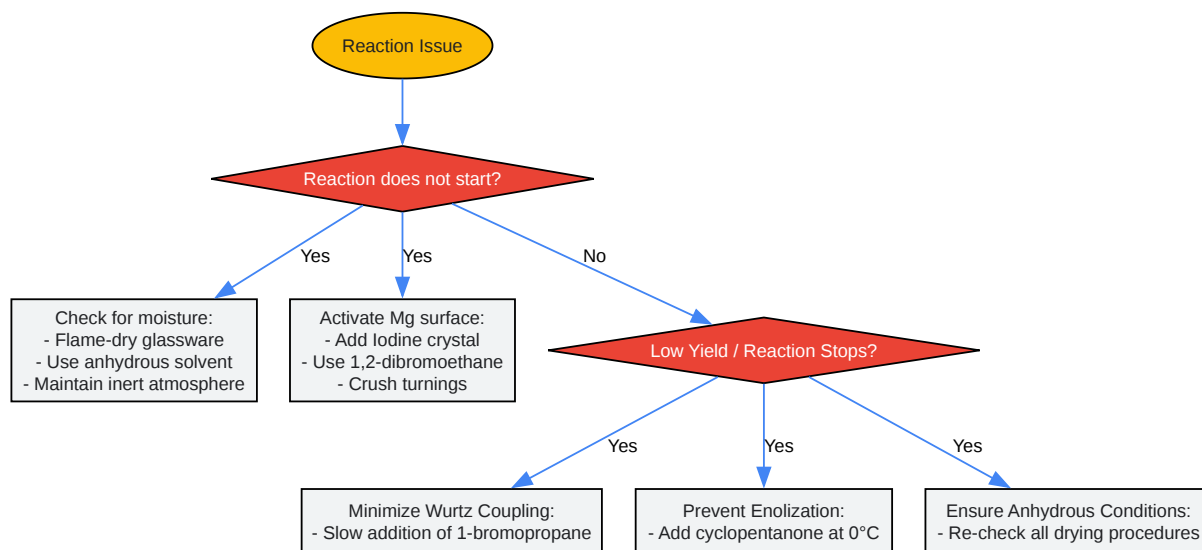 Reaction Issue
Reaction does not start?
Yes
Yes
No
Check for moisture:
- Flame-dry glassware
- Use anhydrous solvent
- Maintain inert atmosphere
Activate Mg surface:
- Add Iodine crystal
- Use 1,2-dibromoethane
- Crush turnings
Low Yield / Reaction Stops?
Yes
Yes
Yes
Minimize Wurtz Coupling:
- Slow addition of 1-bromopropane
Prevent Enolization:
- Add cyclopentanone at 0°C
Ensure Anhydrous Conditions:
- Re-check all drying procedures